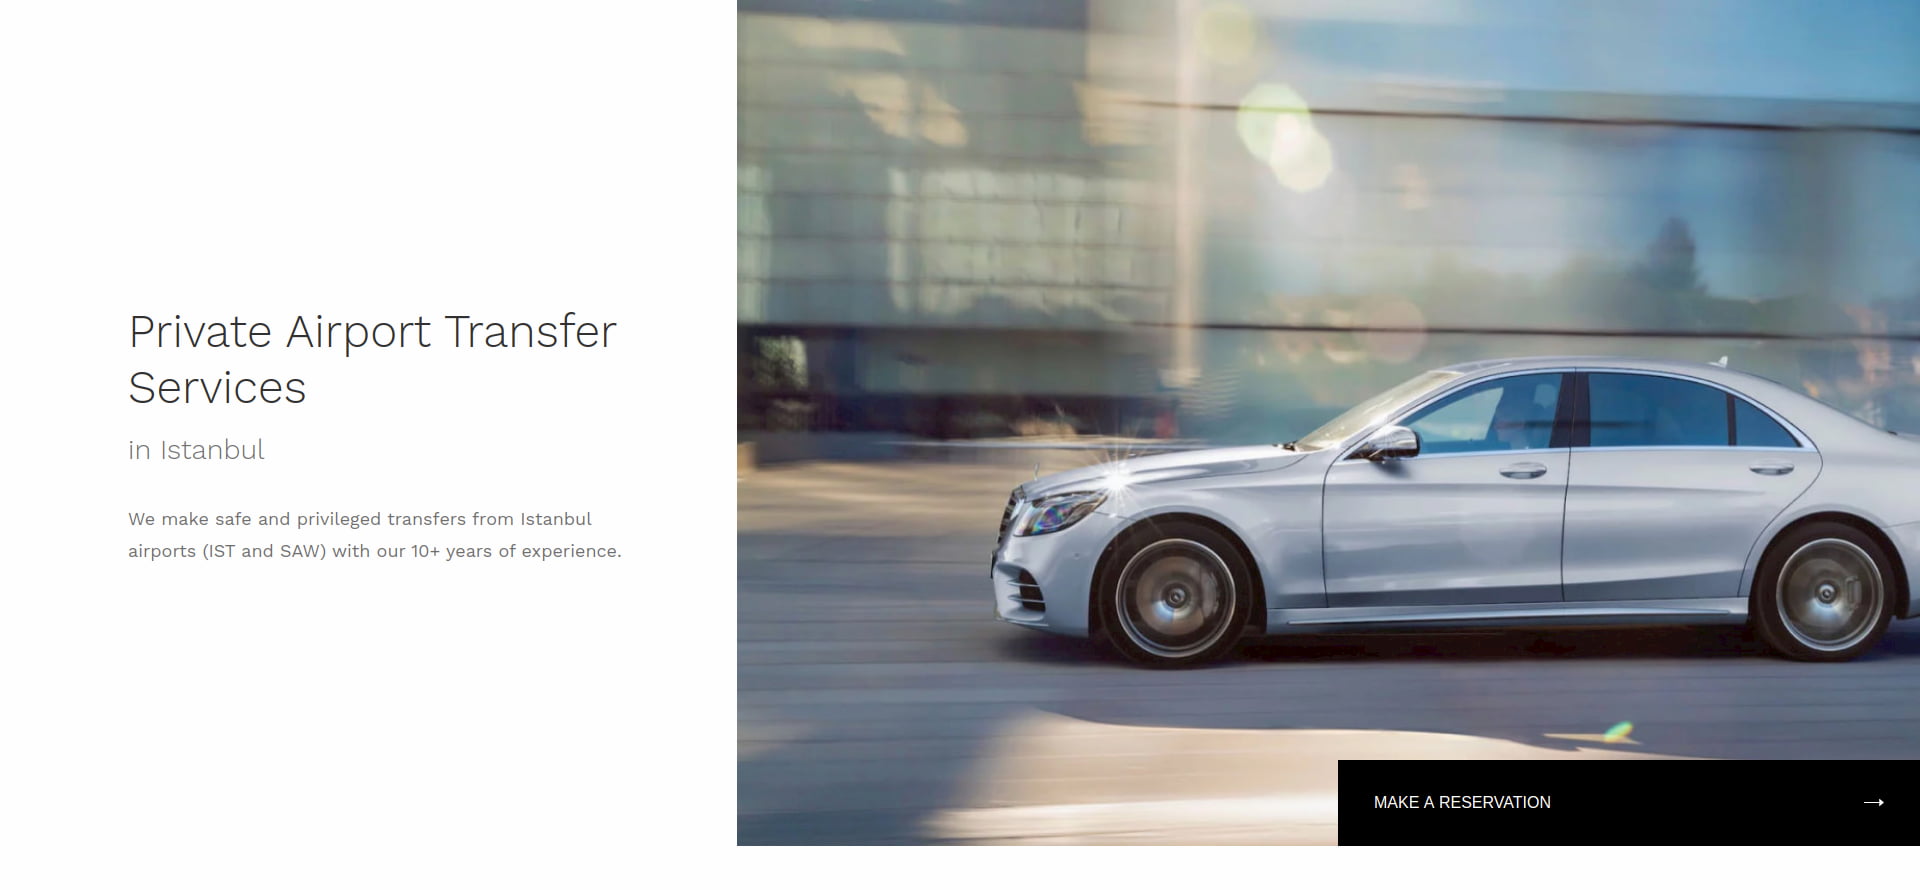 Private Airport Transfer
Services
in Istanbul
We make safe and privileged transfers from Istanbul
airports (IST and SAW) with our 10+ years of experience.
MAKE A RESERVATION